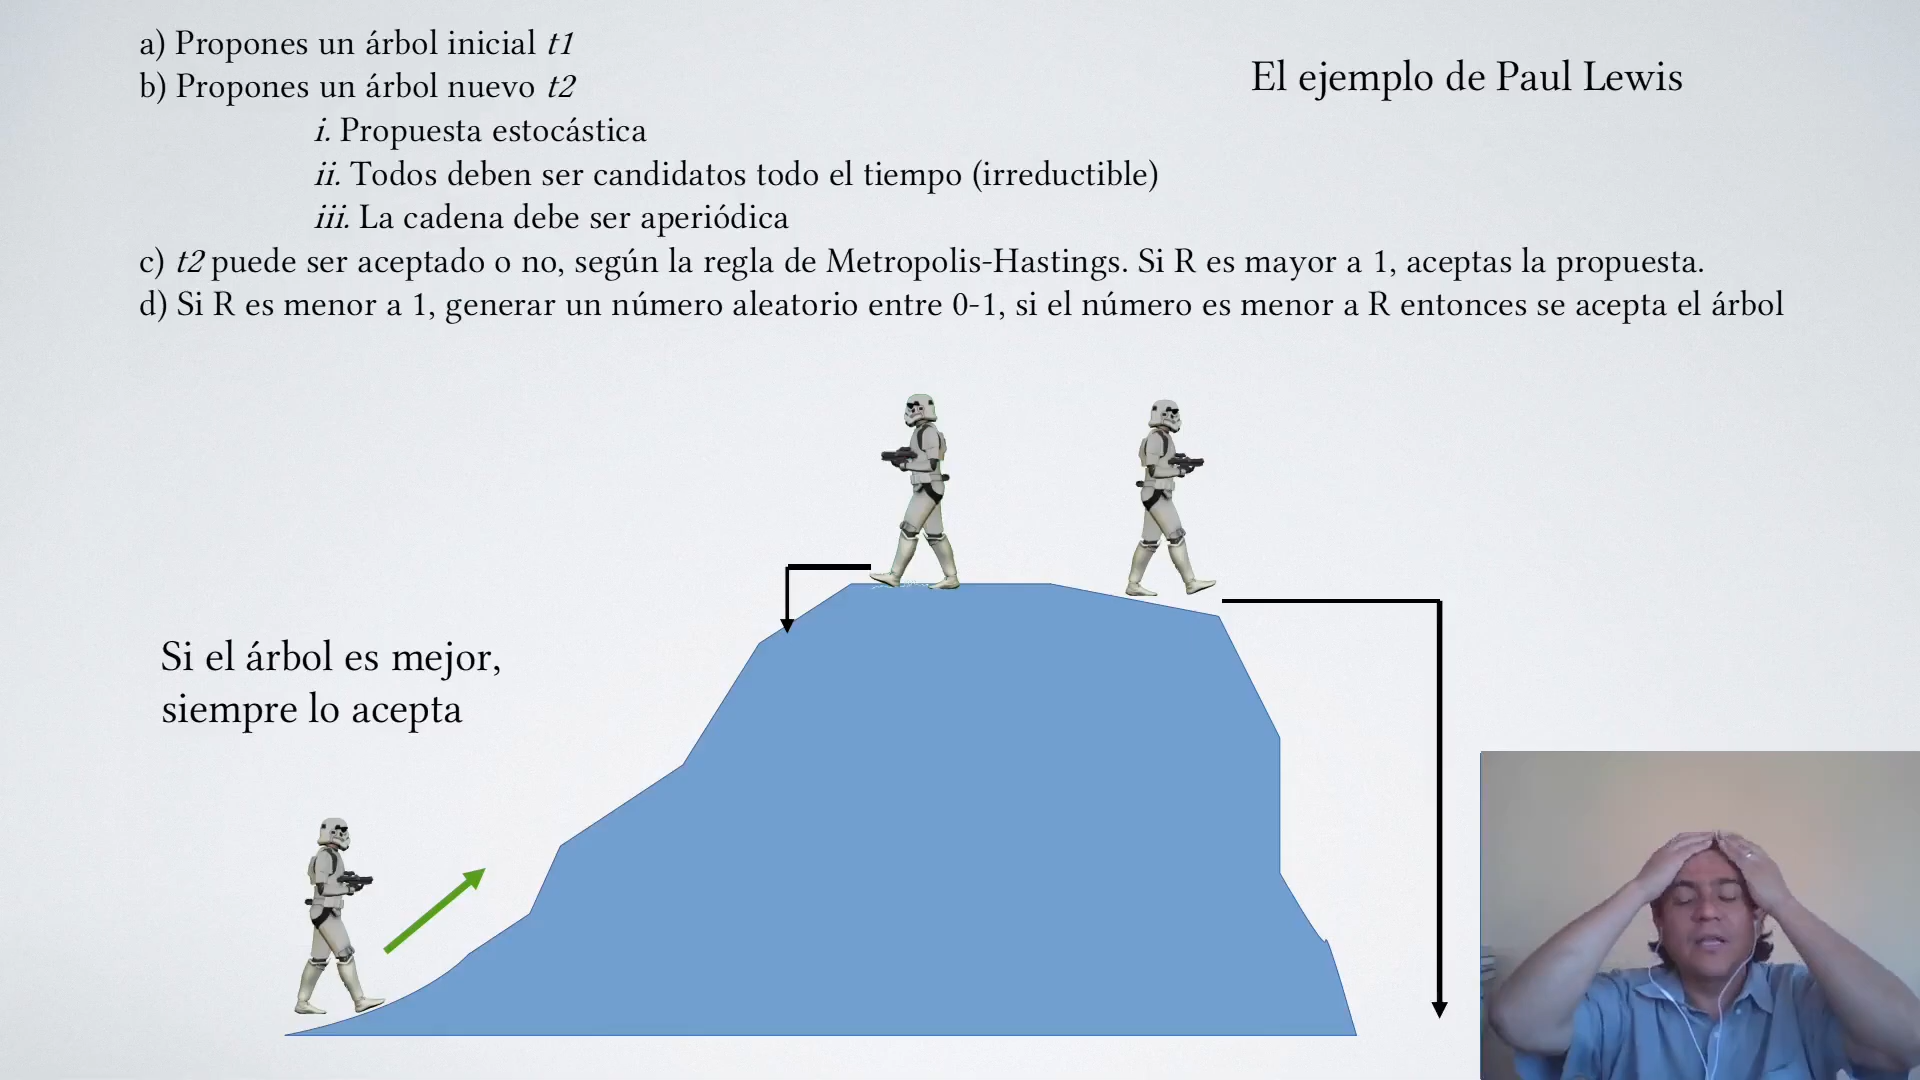 a) Propones un árbol inicial t1
b) Propones un árbol nuevo t2
i. Propuesta estocástica
ii. Todos deben ser candidatos todo el tiempo (irreductible)
iii. La cadena debe ser aperiódica
c) t2 puede ser aceptado o no, según la regla de Metropolis-Hastings. Si R es mayor a 1, aceptas la propuesta.
d) Si R es menor a 1, generar un número aleatorio entre 0-1, si el número es menor a R entonces se acepta el árbol
El ejemplo de Paul Lewis
Si el árbol es mejor,
siempre lo acepta